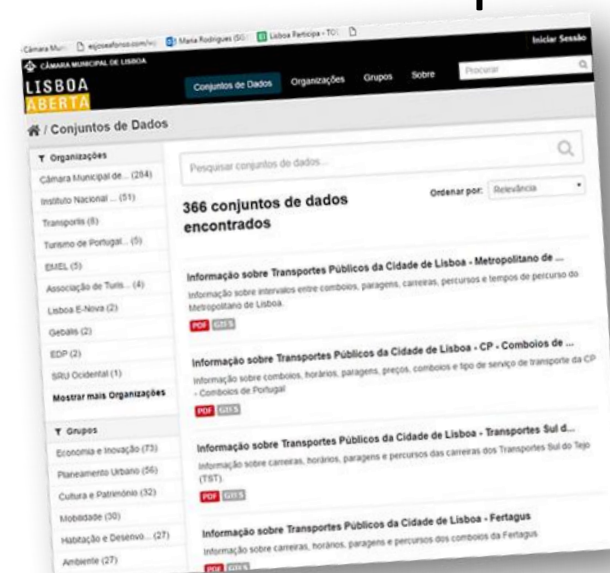 Câmara Mun
esjoseafonso.com/wp
Maria Rodrigues (SG
Lisboa Participa - TO
CÂMARA MUNICIPAL DE LISBOA
Iniciar Sessão
LISBOA
ABERTA
Conjuntos de Dados
Organizações
Grupos
Sobre
Procurar
/ Conjuntos de Dados
Organizações
Câmara Municipal de... (284)
Instituto Nacional ... (51)
Transporlis (8)
Turismo de Portugal... (5)
EMEL (5)
Associação de Turis... (4)
Lisboa E-Nova (2)
Gebalis (2)
EDP (2)
SRU Ocidental (1)
Mostrar mais Organizações
Grupos
Economia e Inovação (73)
Planeamento Urbano (56)
Cultura e Património (32)
Mobilidade (30)
Habitação e Desenvo... (27)
Ambiente (27)
Pesquisar conjuntos de dados...
366 conjuntos de dados
encontrados
Ordenar por:
Relevância
Informação sobre Transportes Públicos da Cidade de Lisboa - Metropolitano de ...
Informação sobre intervalos entre comboios, paragens, carreiras, percursos e tempos de percurso do
Metropolitano de Lisboa.
PDF GTFS
Informação sobre Transportes Públicos da Cidade de Lisboa - CP - Comboios de ...
Informação sobre comboios, horários, paragens, preços, comboios e tipo de serviço de transporte da CP
- Comboios de Portugal
PDF GTFS
Informação sobre Transportes Públicos da Cidade de Lisboa - Transportes Sul d...
Informação sobre carreiras, horários, paragens e percursos das carreiras dos Transportes Sul do Tejo
(TST).
PDF GTFS
Informação sobre Transportes Públicos da Cidade de Lisboa - Fertagus
Informação sobre carreiras, horários, paragens e percursos dos comboios da Fertagus
PDF GTFS